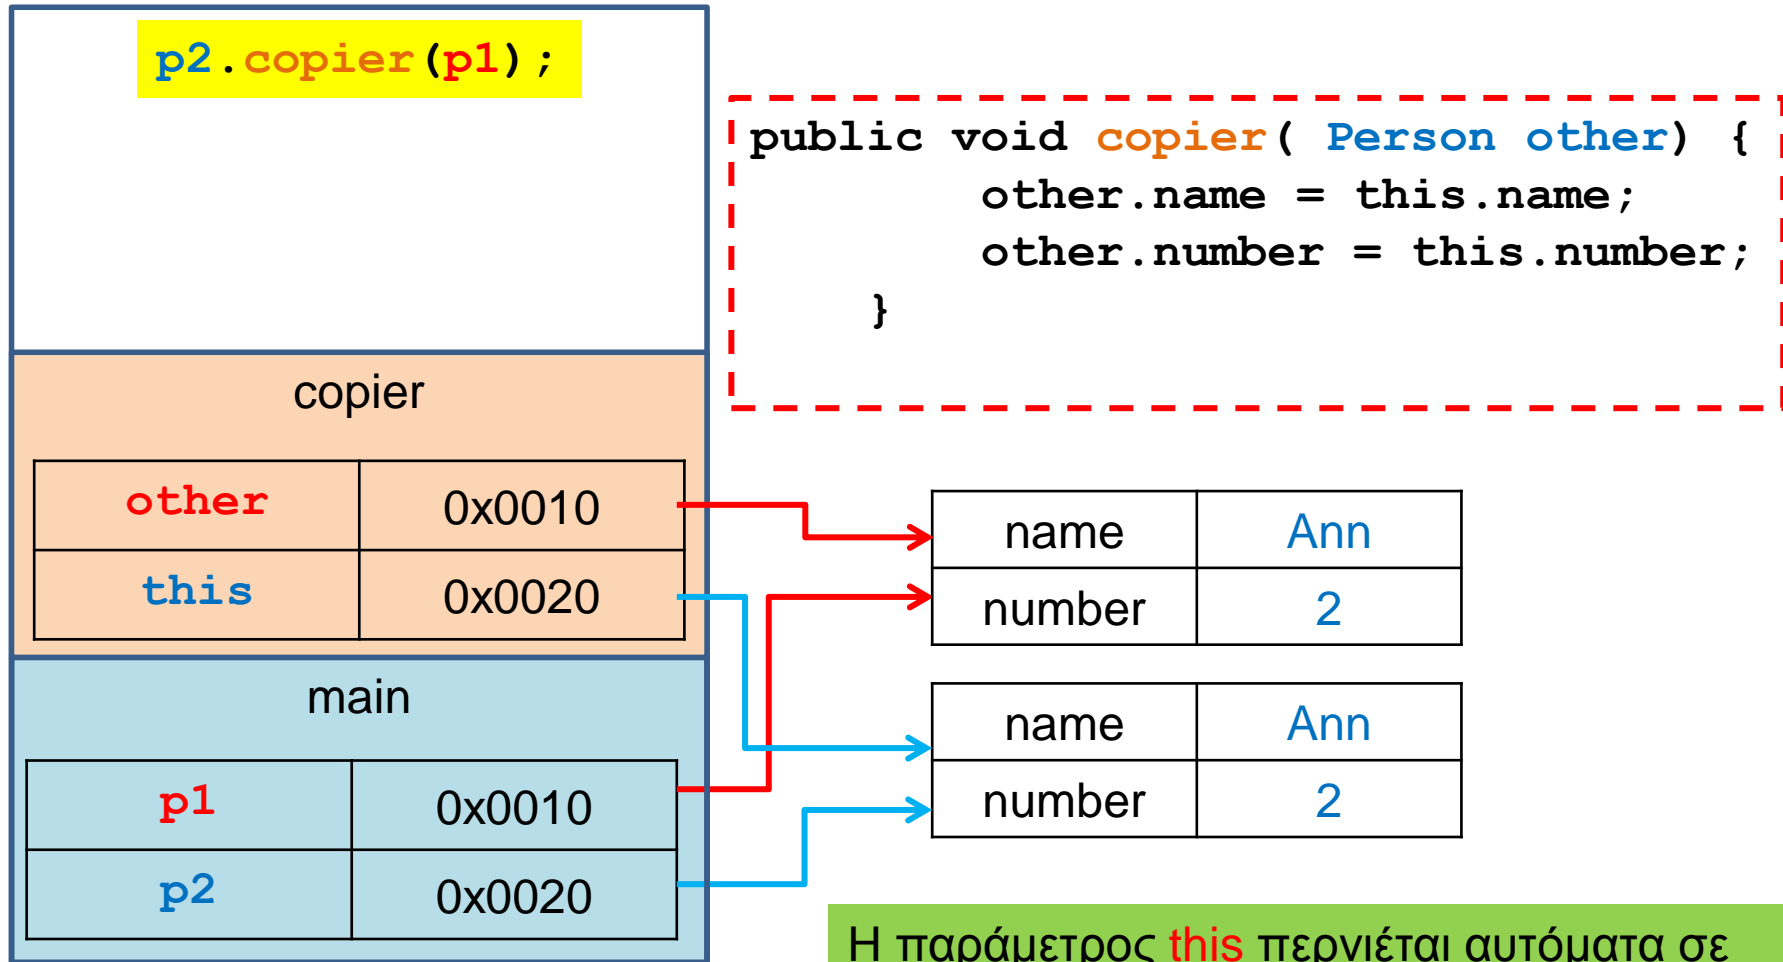 p2.copier(p1);
public void copier( Person other) {
other.name = this.name;
other.number = this.number;
}
copier
other 0x0010
this 0x0020
main
p1 0x0010
p2 0x0020
name Ann
number 2
name Ann
number 2
Η παράμετρος this περνιέται αυτόματα σε